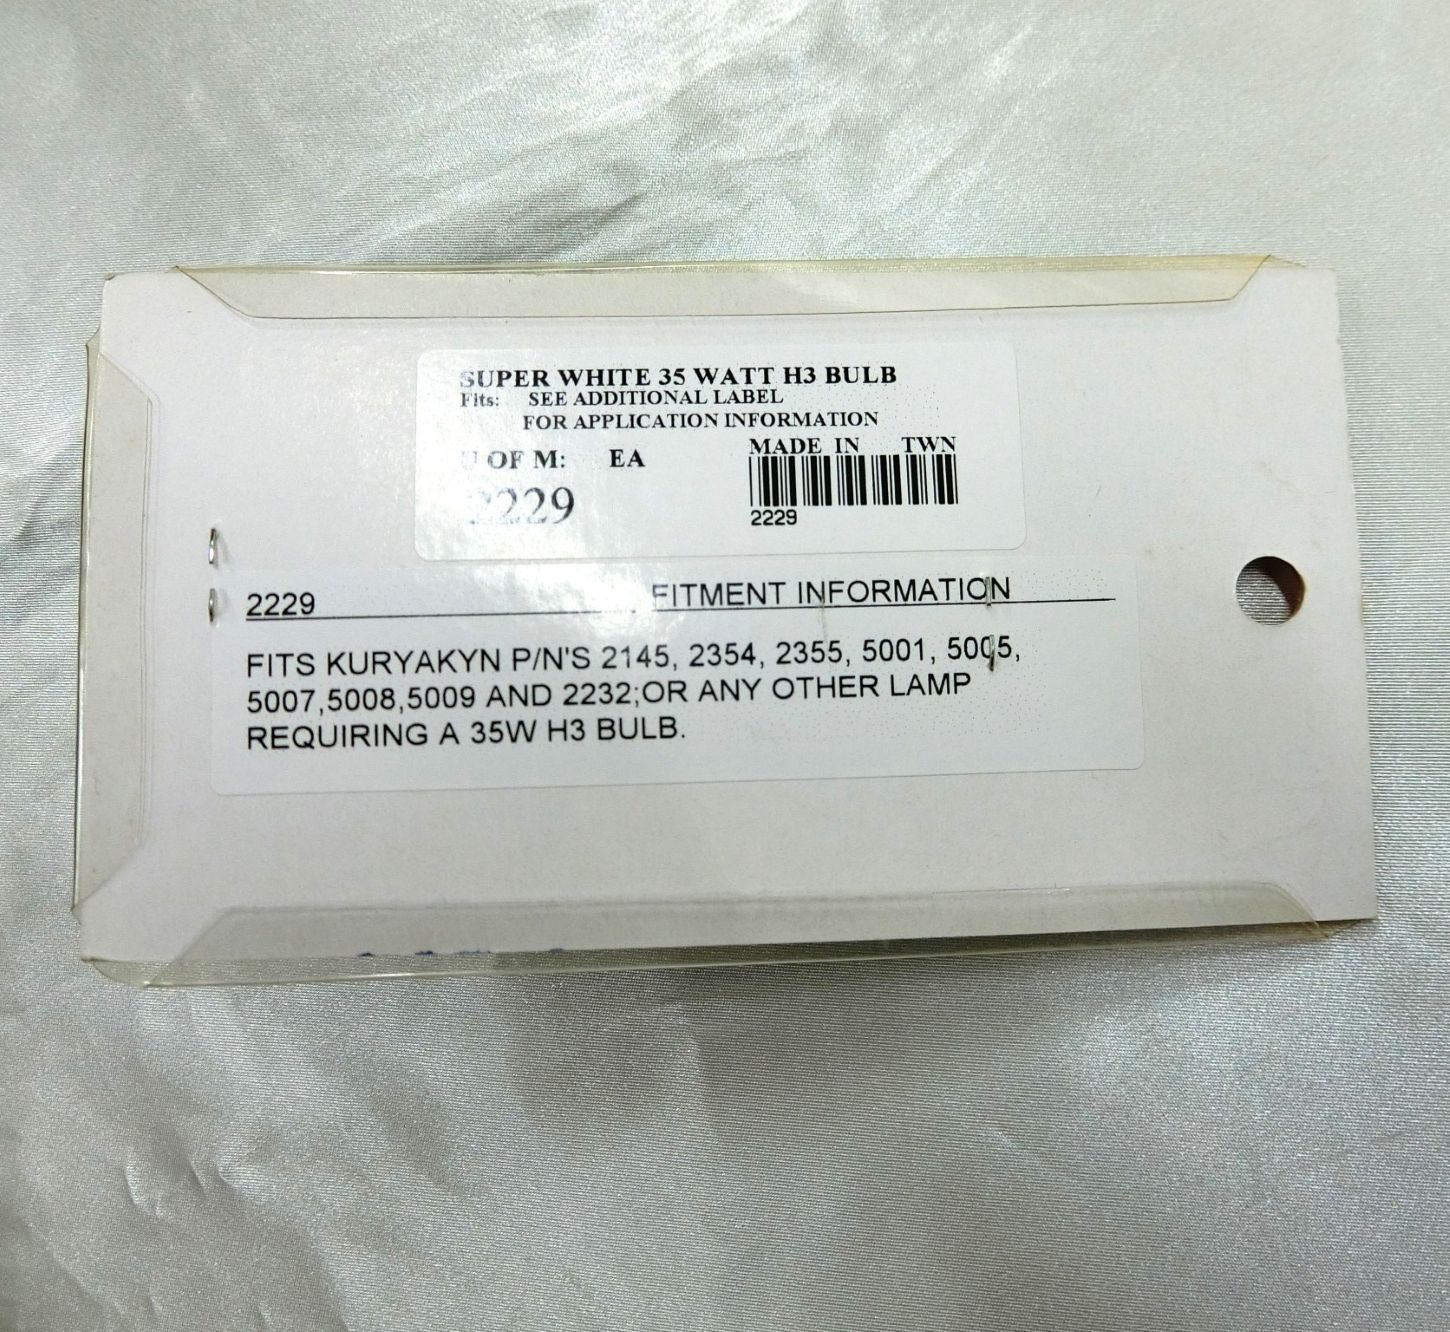 SUPER WHITE 35 WATT H3 BULB
Fits: SEE ADDITIONAL LABEL
FOR APPLICATION INFORMATION
U OF M: EA
MADE IN TWN
2229
2229
2229 FITMENT INFORMATION
FITS KURYAKYN P/N'S 2145, 2354, 2355, 5001, 5005,
5007,5008,5009 AND 2232;OR ANY OTHER LAMP
REQUIRING A 35W H3 BULB.